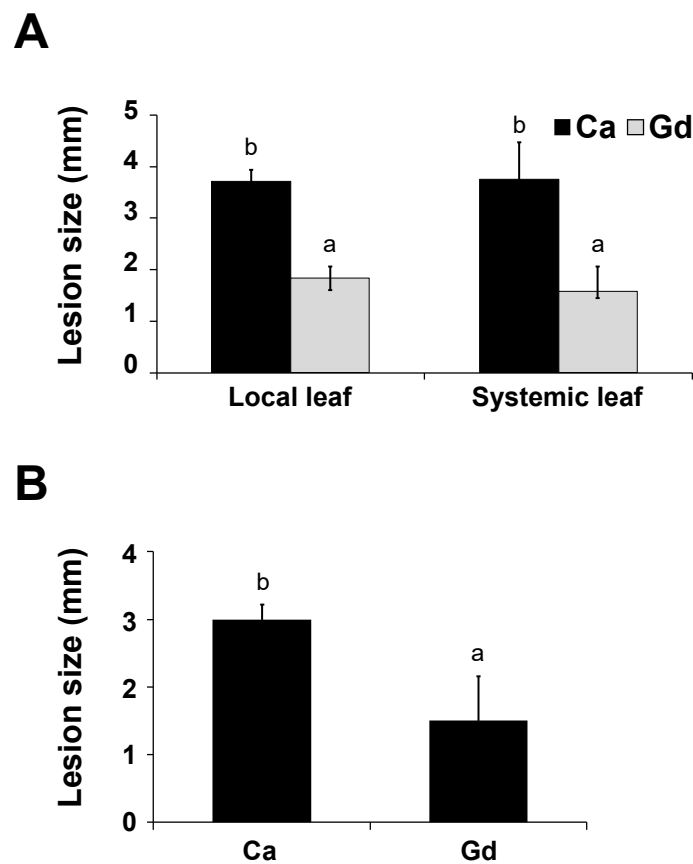 A
Lesion size (mm)
5
4
3
2
1
0
b
a
b
a
Ca Gd
Local leaf Systemic leaf
B
Lesion size (mm)
4
3
2
1
0
b
a
Ca Gd